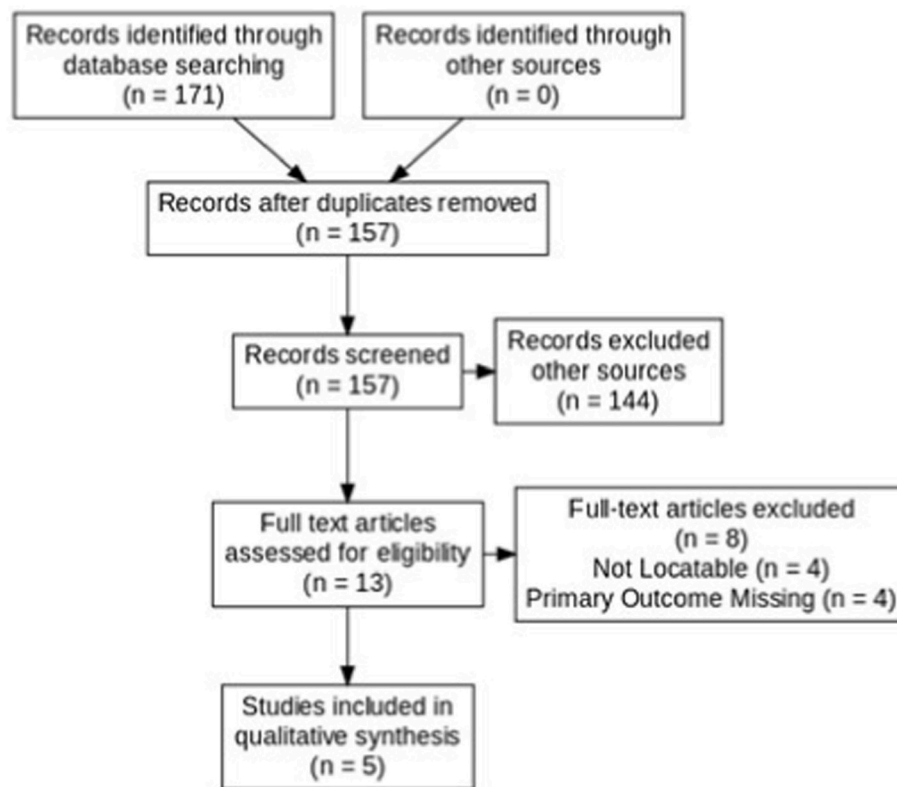 Records identified through
database searching
(n = 171)
Records identified through
other sources
(n = 0)
Records after duplicates removed
(n = 157)
Records screened
(n = 157)
Records excluded
other sources
(n = 144)
Full text articles
assessed for eligibility
(n = 13)
Full-text articles excluded
(n = 8)
Not Locatable (n = 4)
Primary Outcome Missing (n = 4)
Studies included in
qualitative synthesis
(n = 5)